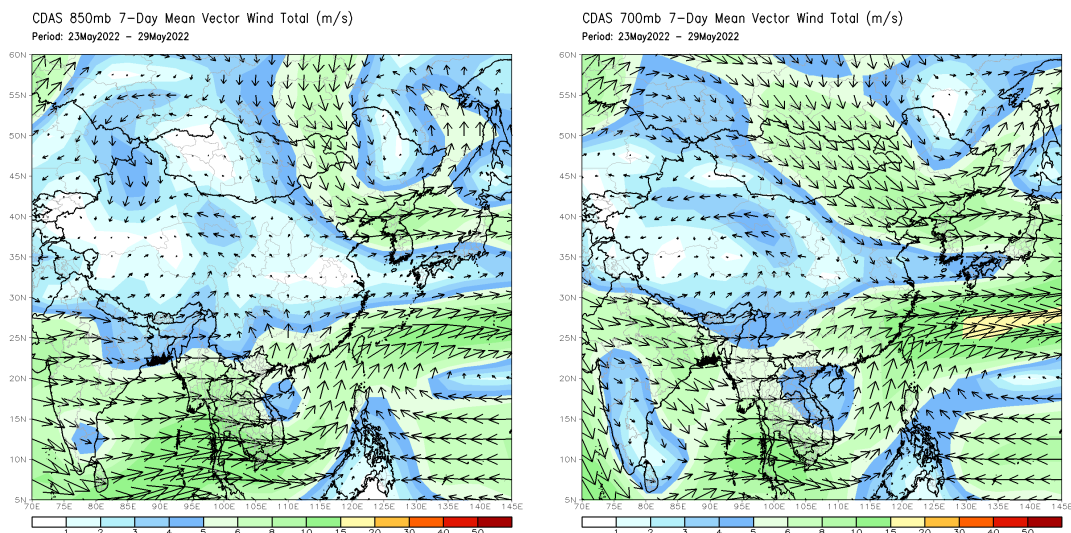 CDAS 850mb 7-Day Mean Vector Wind Total (m/s)
Period: 23May2022 - 29May2022
60N
55N
50N
45N
40N
35N
30N
25N
20N
15N
10N
5N
70E 75E 80E 85E 90E 95E 100E 105E 110E 115E 120E 125E 130E 135E 140E 145E
1 2 3 4 5 6 8 10 15 20 30 40 50
CDAS 700mb 7-Day Mean Vector Wind Total (m/s)
Period: 23May2022 - 29May2022
60N
55N
50N
45N
40N
35N
30N
25N
20N
15N
10N
5N
70E 75E 80E 85E 90E 95E 100E 105E 110E 115E 120E 125E 130E 135E 140E 145E
1 2 3 4 5 6 8 10 15 20 30 40 50